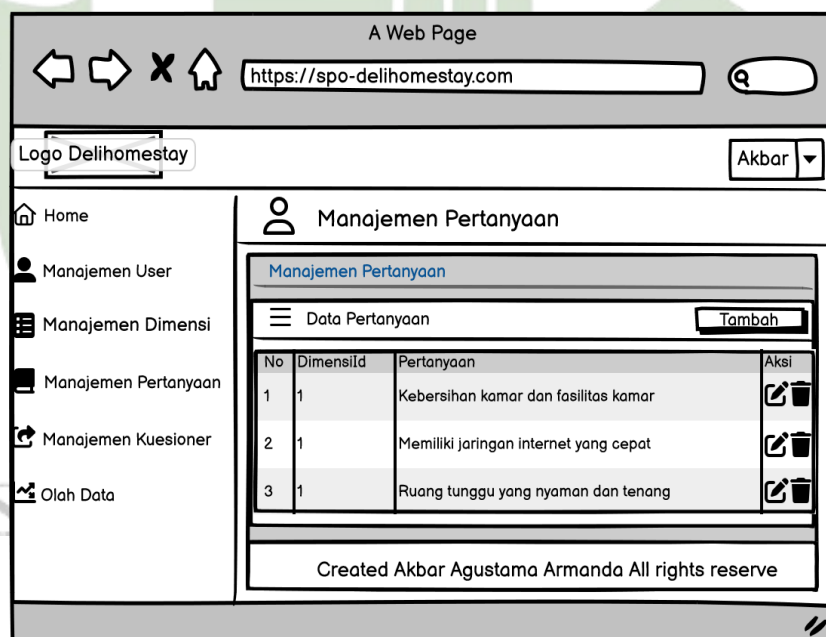 A Web Page
https://spo-delihomestay.com
Logo Delihomestay
Akbar
Home
Manajemen User
Manajemen Dimensi
Manajemen Pertanyaan
Manajemen Kuesioner
Olah Data
Manajemen Pertanyaan
Manajemen Pertanyaan
Data Pertanyaan
Tambah
No DimensiId Pertanyaan Aksi
1 1 Kebersihan kamar dan fasilitas kamar
2 1 Memiliki jaringan internet yang cepat
3 1 Ruang tunggu yang nyaman dan tenang
Created Akbar Agustama Armanda All rights reserve